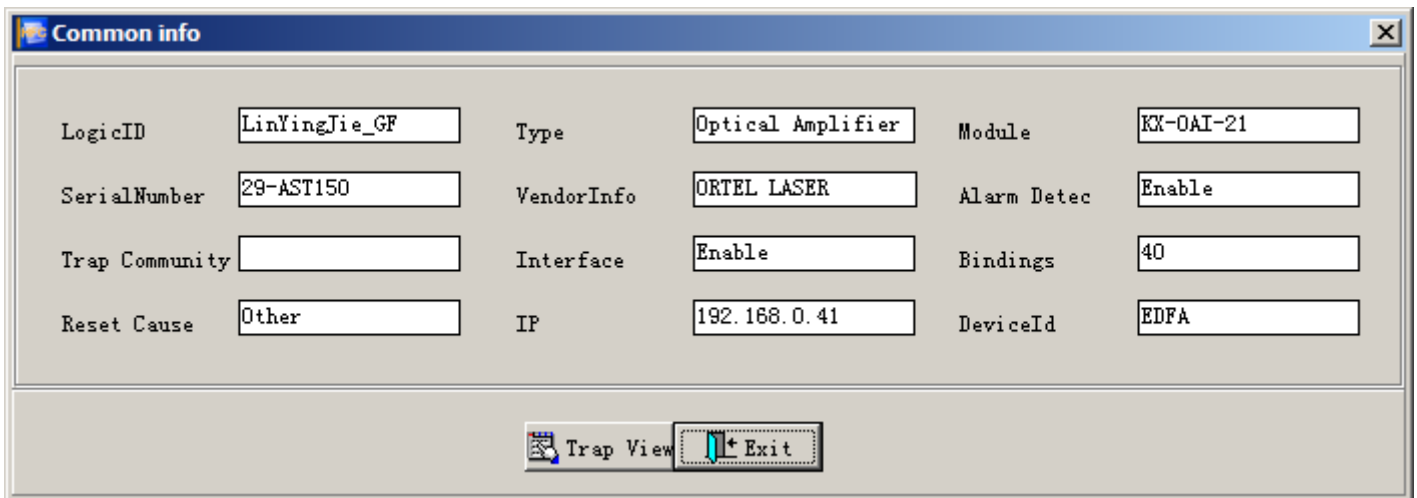 Common info
LogicID LinYingJie_GF Type Optical Amplifier Module KX-OAI-21
SerialNumber 29-AST150 VendorInfo ORTEL LASER Alarm Detec Enable
Trap Community Interface Enable Bindings 40
Reset Cause Other IP 192.168.0.41 DeviceId EDFA
Trap View Exit